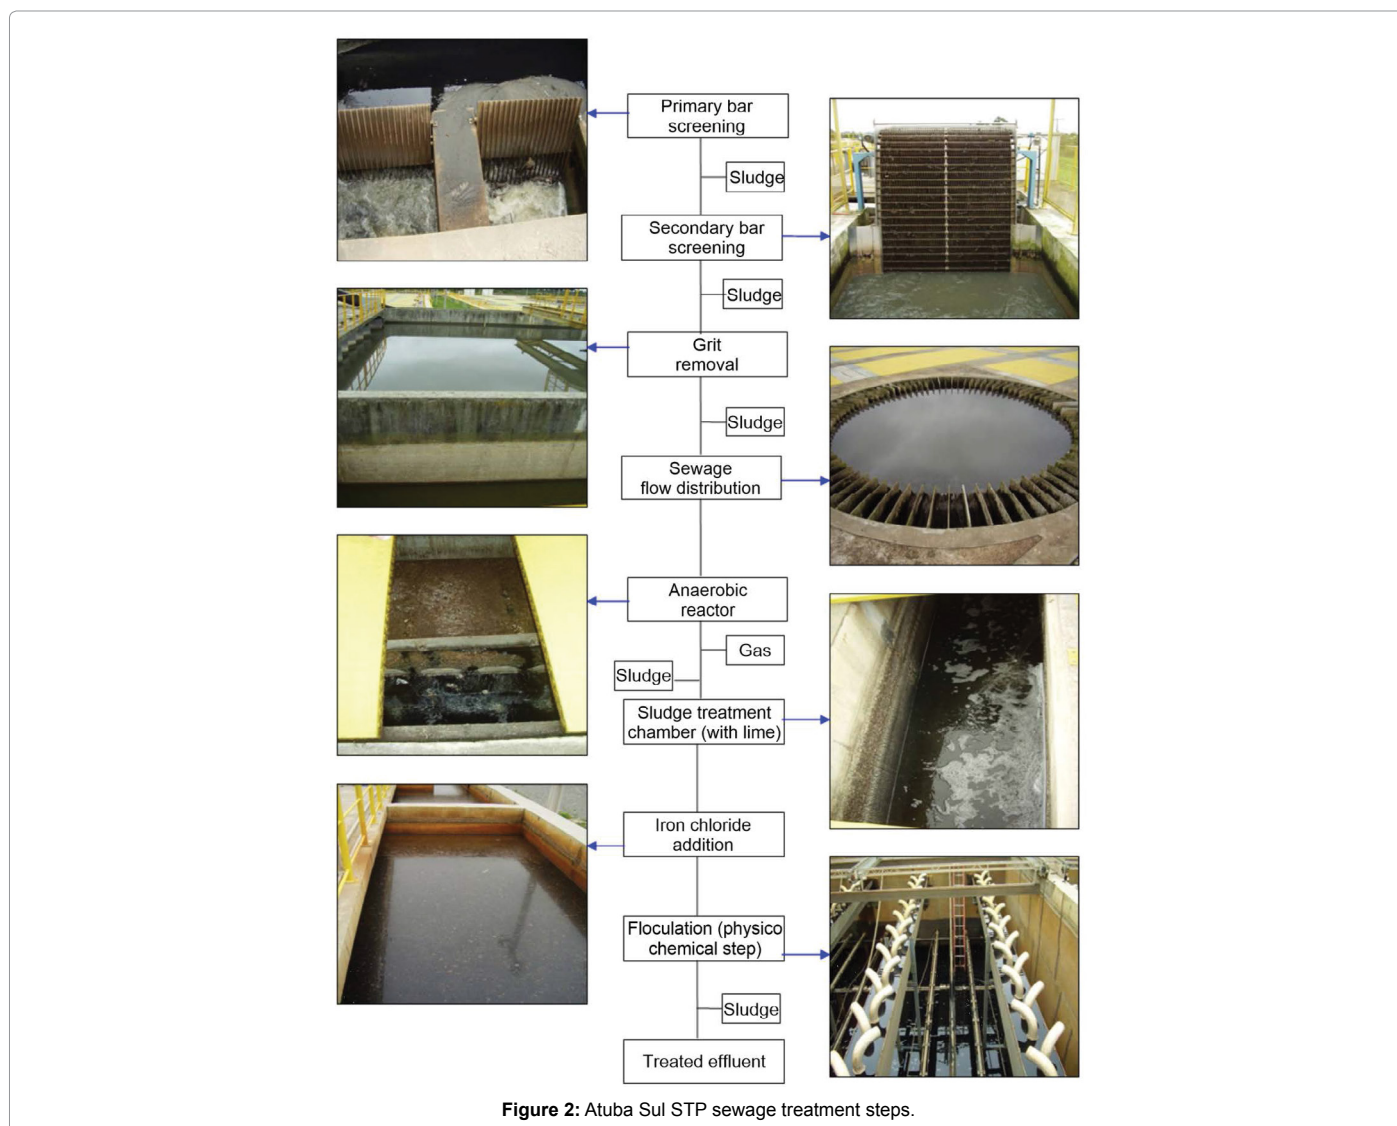 Primary bar
screening
Sludge
Secondary bar
screening
Sludge
Grit
removal
Sludge
Sewage
flow distribution
Anaerobic
reactor
Gas
Sludge
Sludge treatment
chamber (with lime)
Iron chloride
addition
Floculation (physico
chemical step)
Sludge
Treated effluent
Figure 2: Atuba Sul STP sewage treatment steps.